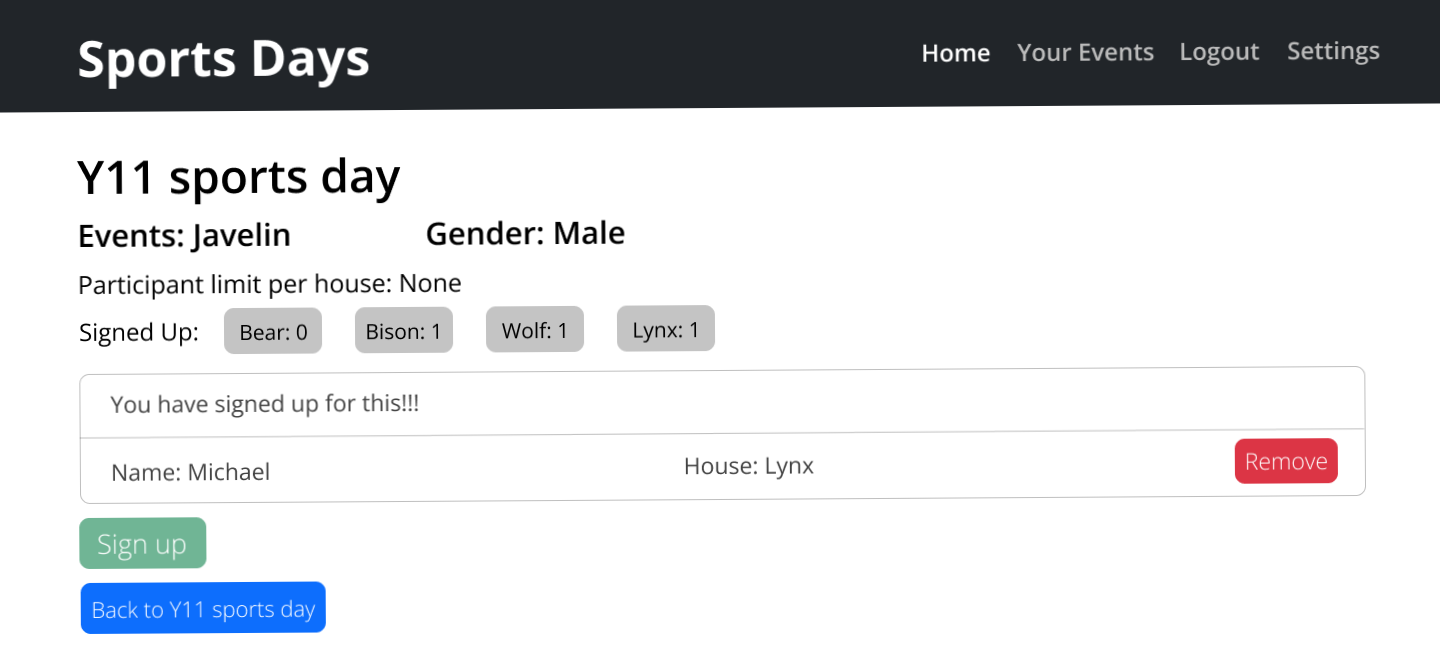 Sports Days Home Your Events Logout Settings
Y11 sports day
Events: Javelin Gender: Male
Participant limit per house: None
Signed Up: Bear: 0 Bison: 1 Wolf: 1 Lynx: 1
You have signed up for this!!!
Name: Michael House: Lynx Remove
Sign up
Back to Y11 sports day